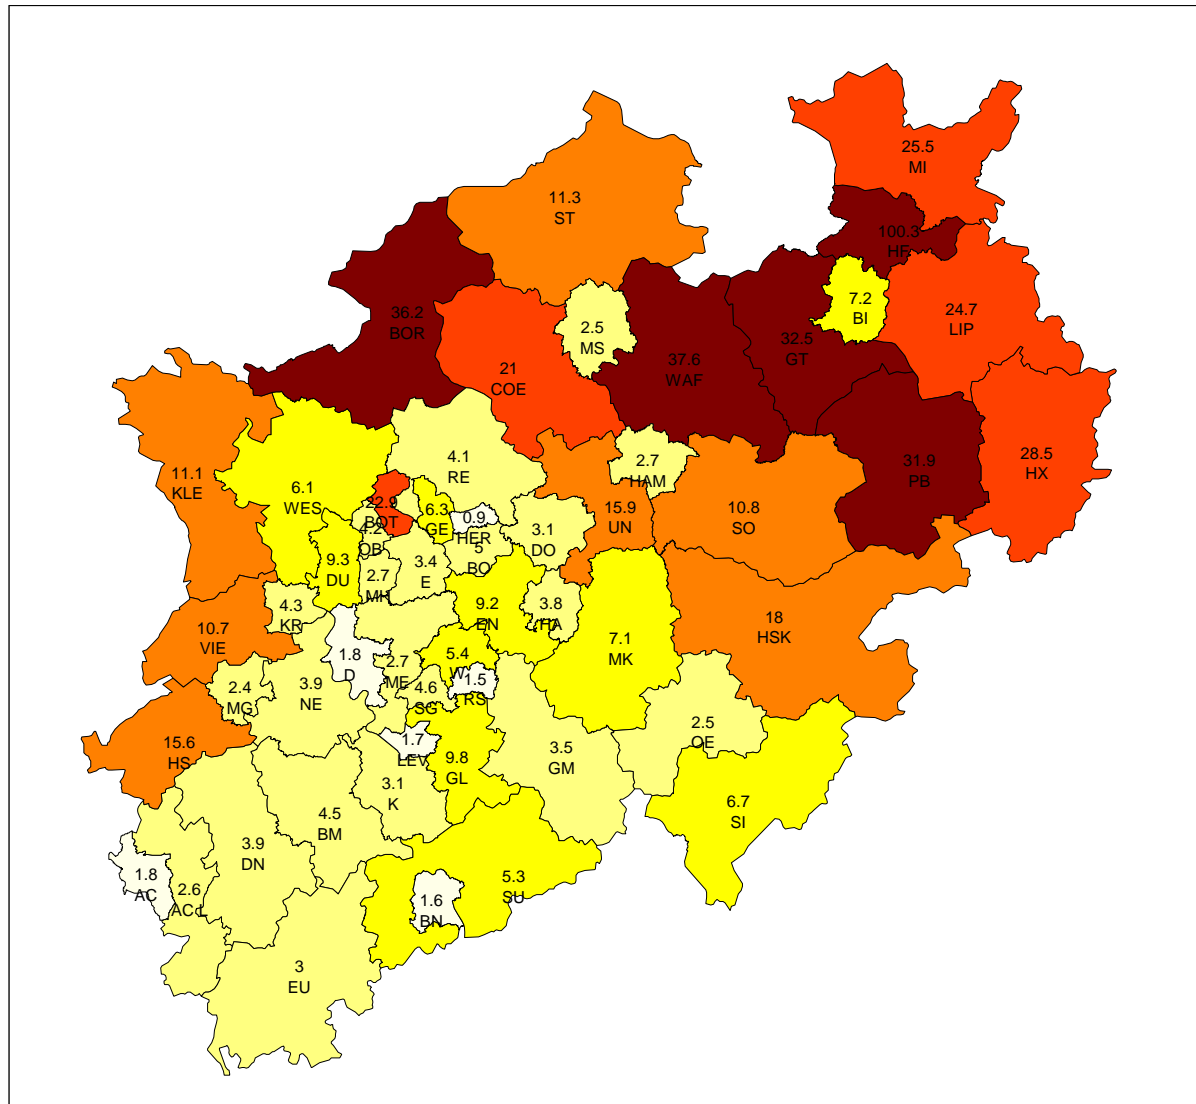 25.5
MI
11.3
ST
100.3
HF
7.2
BI
24.7
LIP
36.2
BOR
2.5
MS
32.5
GT
37.6
WAF
21
COE
4.1
RE
2.7
HAM
28.5
HX
11.1
KLE
31.9
PB
6.1
WES
22.9
BOT
6.3
GE
0.9
HER
15.9
UN
10.8
SO
4.2
OB
3.1
DO
5
BO
9.3
DU
3.4
E
2.7
MH
4.3
KR
9.2
EN
3.8
HA
18
HSK
10.7
VIE
7.1
MK
1.8
D
5.4
W
2.7
ME
1.5
RS
2.4
MG
3.9
NE
4.6
SG
2.5
OE
15.6
HS
1.7
LEV
9.8
GL
3.5
GM
3.1
K
6.7
SI
4.5
BM
3.9
DN
1.8
AC
5.3
SU
2.6
AC L
1.6
BN
3
EU